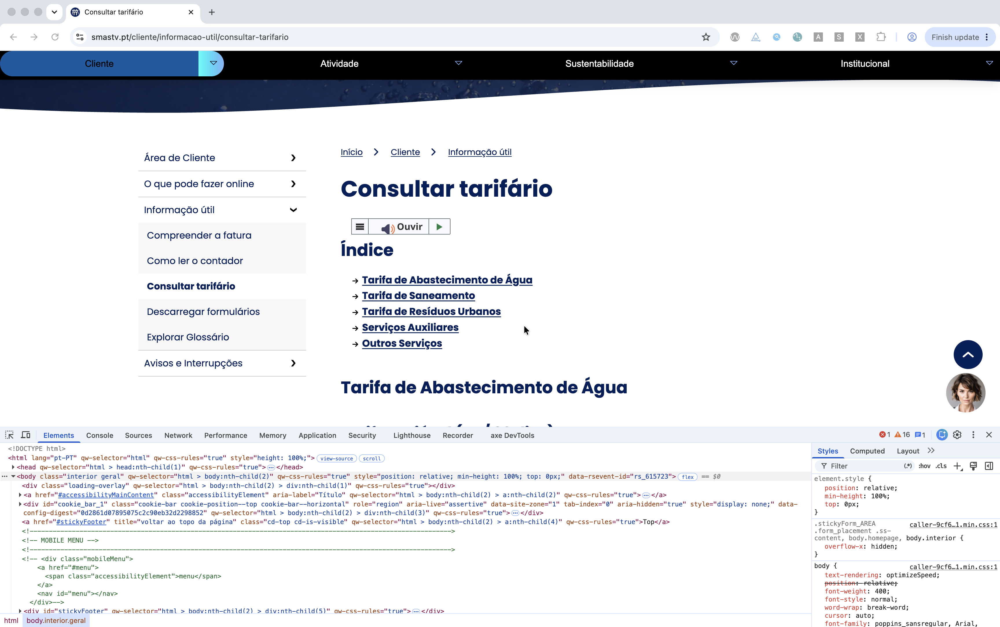 Consultar tarifário
smastv.pt/cliente/informacao-util/consultar-tarifario
A
S
X
Finish update
Cliente
Atividade
Sustentabilidade
Institucional
Início
Cliente
Informação útil
Área de Cliente
O que pode fazer online
Informação útil
Compreender a fatura
Como ler o contador
Consultar tarifário
Descarregar formulários
Explorar Glossário
Avisos e Interrupções
Consultar tarifário
Ouvir
Índice
→ Tarifa de Abastecimento de Água
→ Tarifa de Saneamento
→ Tarifa de Resíduos Urbanos
→ Serviços Auxiliares
→ Outros Serviços
Tarifa de Abastecimento de Água
Elements Console Sources Network Performance Memory Application Security Lighthouse Recorder axe DevTools
1 16 1
<!DOCTYPE html>
<html lang="pt-PT" qw-selector="html" qw-css-rules="true" style="height: 100%;"> view-source scroll
<head qw-selector="html > head:nth-child(1)" qw-css-rules="true">…</head>
<body class="interior geral" qw-selector="html > body:nth-child(2)" qw-css-rules="true" style="position: relative; min-height: 100%; top: 0px;" data-rsevent-id="rs_615723"> flex == $0
<div class="loading-overlay" qw-selector="html > body:nth-child(2) > div:nth-child(1)" qw-css-rules="true"></div>
<a href="#accessibilityMainContent" class="accessibilityElement" aria-label="Título" qw-selector="html > body:nth-child(2) > a:nth-child(2)" qw-css-rules="true">…</a>
<div id="cookie_bar_1" class="cookie-bar cookie-position--top cookie-bar--horizontal" role="region" aria-live="assertive" data-site-zone="1" tab-index="0" aria-hidden="true" style="display: none;" data-
config-digest="0d2861d07895075c2c90eb32d2298852" qw-selector="html > body:nth-child(2) > div:nth-child(3)" qw-css-rules="true">…</div>
<a href="#stickyFooter" title="voltar ao topo da página" class="cd-top cd-is-visible" qw-selector="html > body:nth-child(2) > a:nth-child(4)" qw-css-rules="true">Top</a>
<!-- MOBILE MENU -->
<!-- <div class="mobileMenu">
<a href="#menu">
<span class="accessibilityElement">menu</span>
</a>
<nav id="menu"></nav>
</div>-->
<div id="stickyFooter" qw-selector="html > body:nth-child(2) > div:nth-child(5)" qw-css-rules="true">…</div>
html body.interior.geral
Styles Computed Layout
Filter (.*) :hov .cls
element.style {
position: relative;
min-height: 100%;
top: 0px;
}
.stickyForm_AREA caller-9cf6…1.min.css:1
.form_placement .ss-
content, body.homepage, body.interior {
overflow-x: hidden;
}
body { caller-9cf6…1.min.css:1
text-rendering: optimizeSpeed;
position: relative;
font-weight: 400;
font-style: normal;
word-wrap: break-word;
cursor: auto;
font-family: poppins_sansregular, Arial,